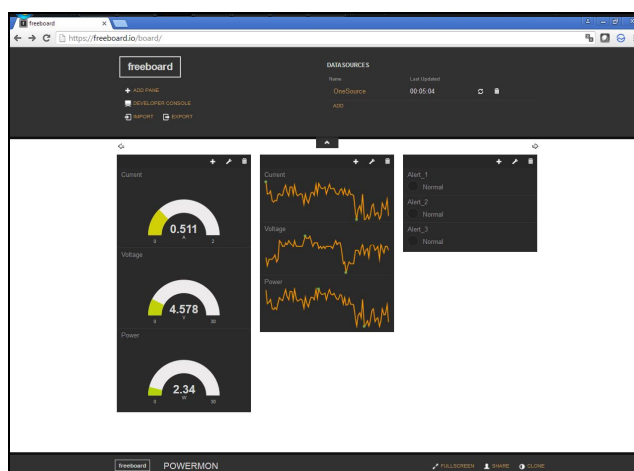 freeboard
https://freeboard.io/board/
freeboard
DATASOURCES
Name Last Updated
OneSource 00:05:04
ADD
ADD PANE
DEVELOPER CONSOLE
IMPORT EXPORT
Current
0.511
A
0 2
Voltage
4.578
V
0 30
Power
2.34
W
0 30
Current
Voltage
Power
Alert_1
Normal
Alert_2
Normal
Alert_3
Normal
freeboard POWERMON
FULLSCREEN SHARE CLONE